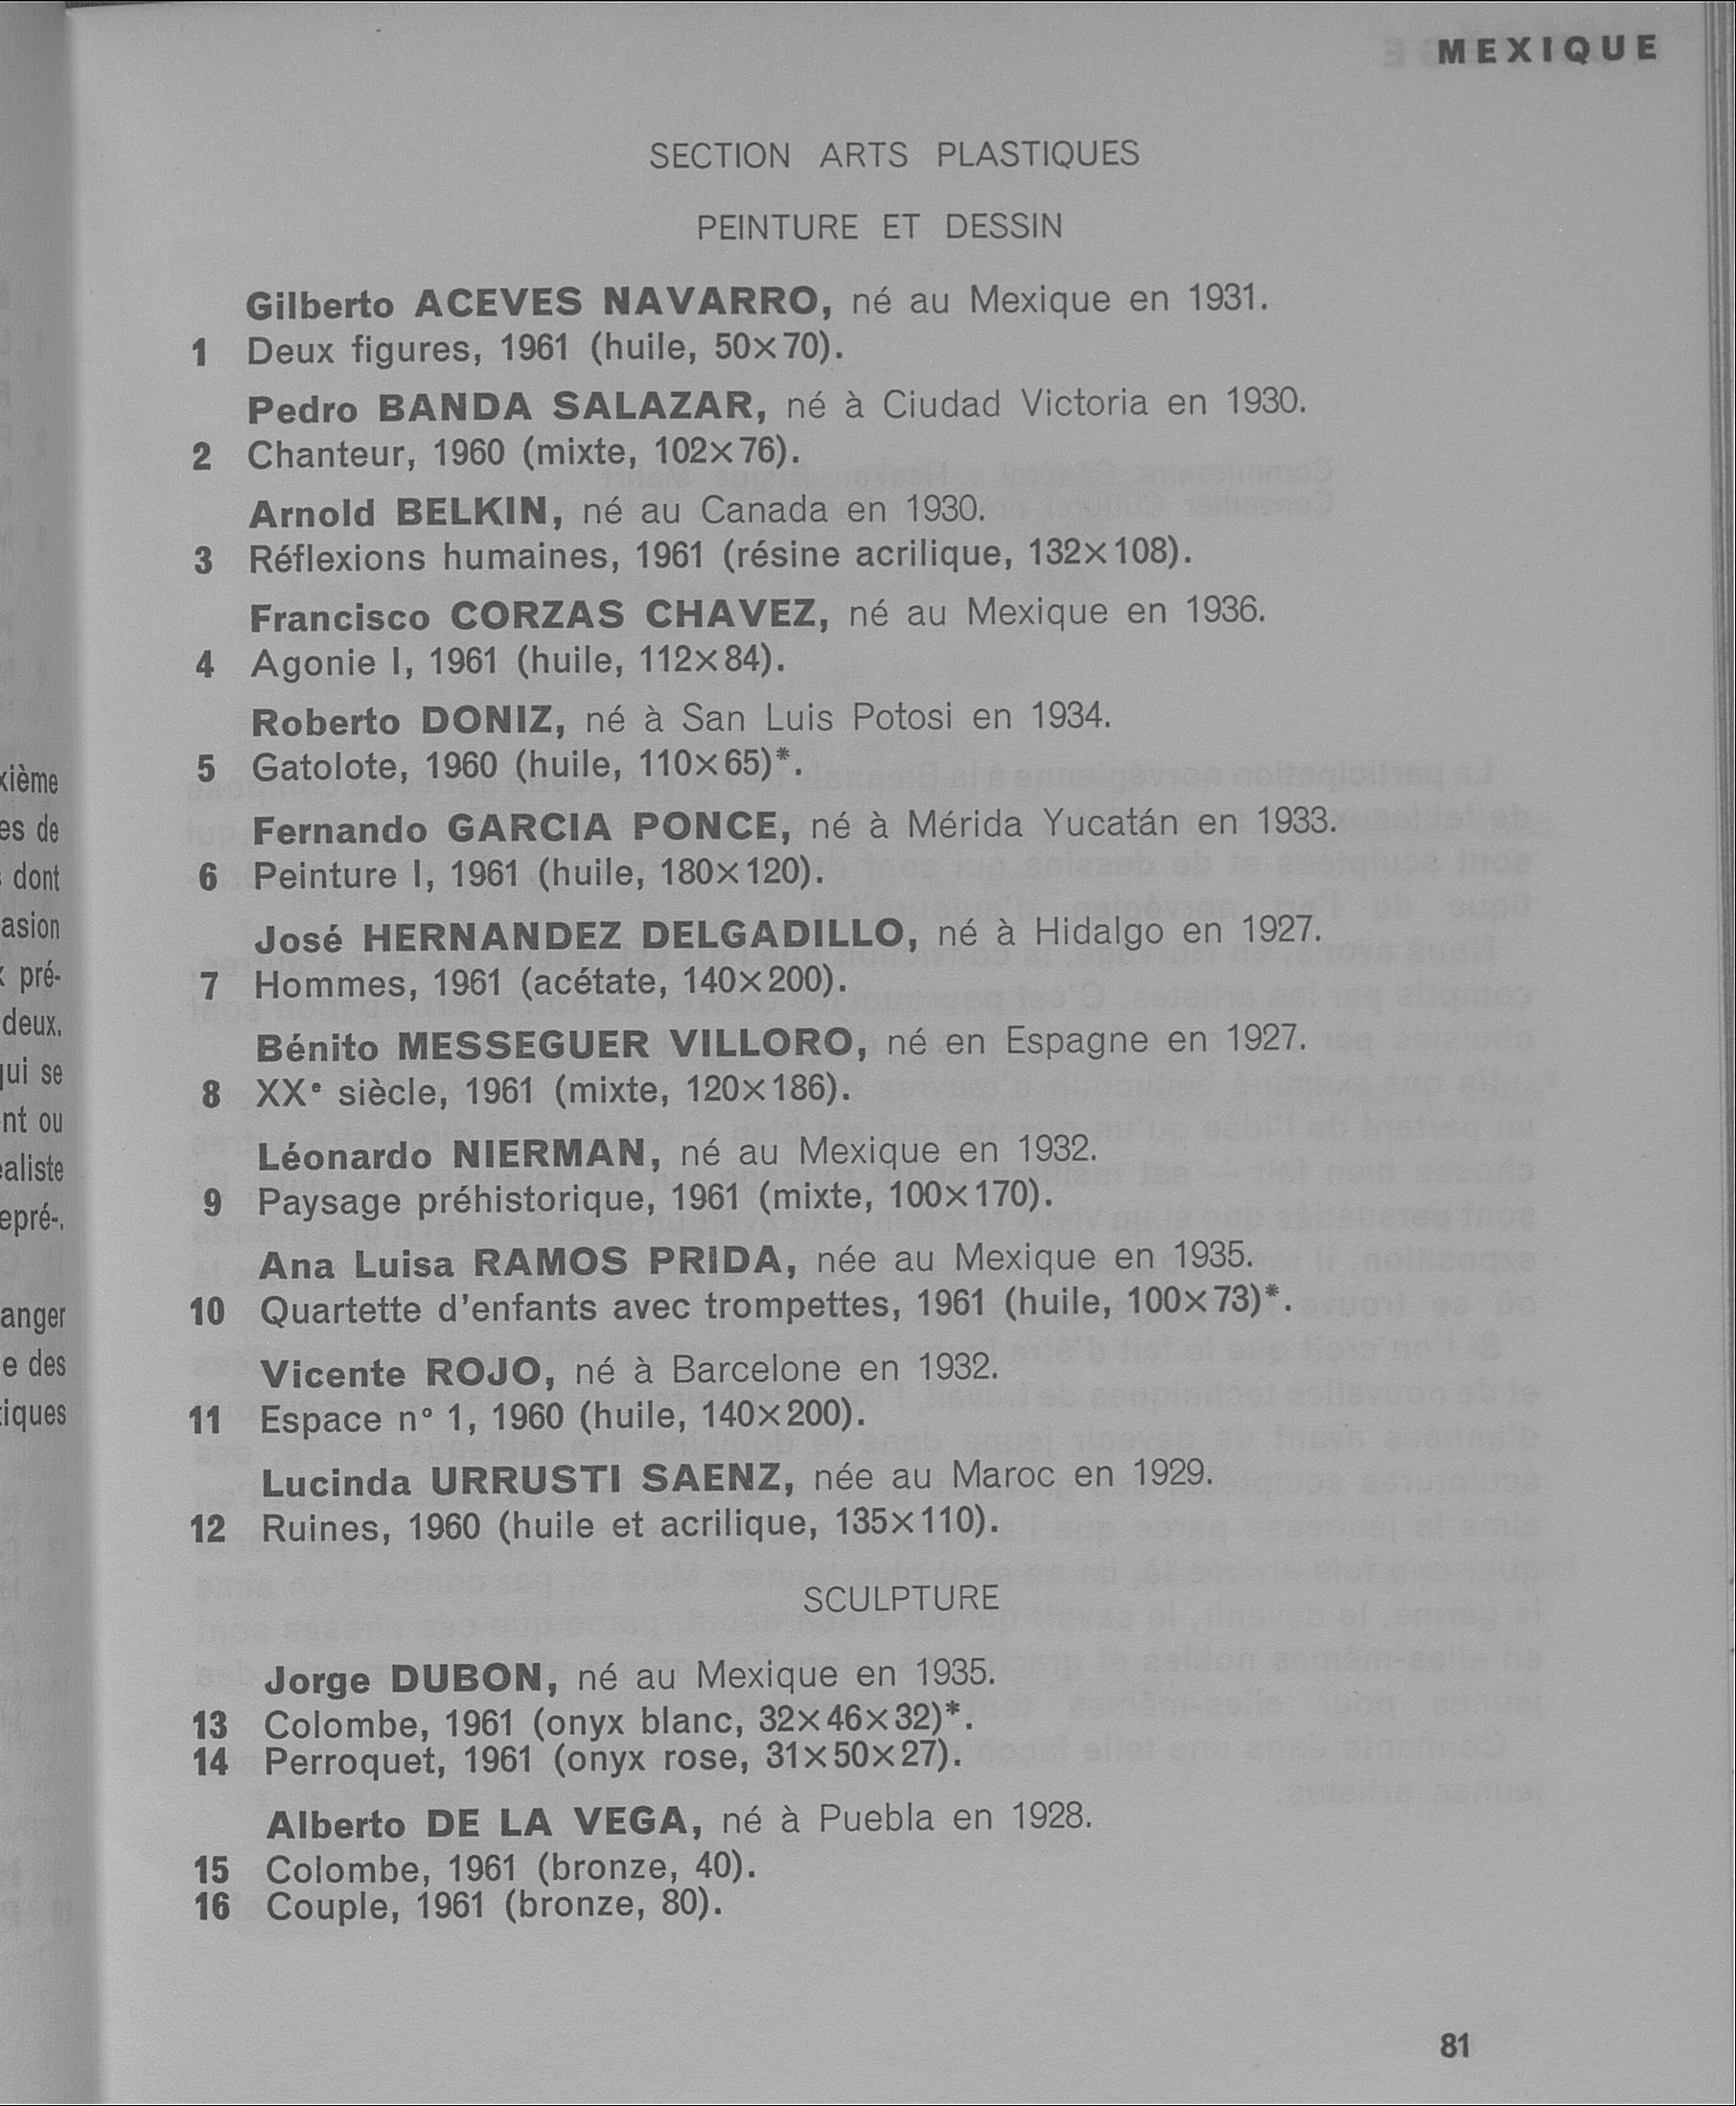 MEXIQUE
SECTION ARTS PLASTIQUES
PEINTURE ET DESSIN
Gilberto ACEVES NAVARRO, né au Mexique en 1931.
1 Deux figures, 1961 (huile, 50×70).
Pedro BANDA SALAZAR, né à Ciudad Victoria en 1930.
2 Chanteur, 1960 (mixte, 102×76).
Arnold BELKIN, né au Canada en 1930.
3 Réflexions humaines, 1961 (résine acrilique, 132×108).
Francisco CORZAS CHAVEZ, né au Mexique en 1936.
4 Agonie I, 1961 (huile, 112×84).
Roberto DONIZ, né à San Luis Potosi en 1934.
5 Gatolote, 1960 (huile, 110×65)*.
Fernando GARCIA PONCE, né à Mérida Yucatán en 1933.
6 Peinture I, 1961 (huile, 180×120).
José HERNANDEZ DELGADILLO, né à Hidalgo en 1927.
7 Hommes, 1961 (acétate, 140×200).
Bénito MESSEGUER VILLORO, né en Espagne en 1927.
8 XXe siècle, 1961 (mixte, 120×186).
Léonardo NIERMAN, né au Mexique en 1932.
9 Paysage préhistorique, 1961 (mixte, 100×170).
Ana Luisa RAMOS PRIDA, née au Mexique en 1935.
10 Quartette d'enfants avec trompettes, 1961 (huile, 100×73)*.
Vicente ROJO, né à Barcelone en 1932.
11 Espace n° 1, 1960 (huile, 140×200).
Lucinda URRUSTI SAENZ, née au Maroc en 1929.
12 Ruines, 1960 (huile et acrilique, 135×110).
SCULPTURE
Jorge DUBON, né au Mexique en 1935.
13 Colombe, 1961 (onyx blanc, 32×46×32)*.
14 Perroquet, 1961 (onyx rose, 31×50×27).
Alberto DE LA VEGA, né à Puebla en 1928.
15 Colombe, 1961 (bronze, 40).
16 Couple, 1961 (bronze, 80).
81